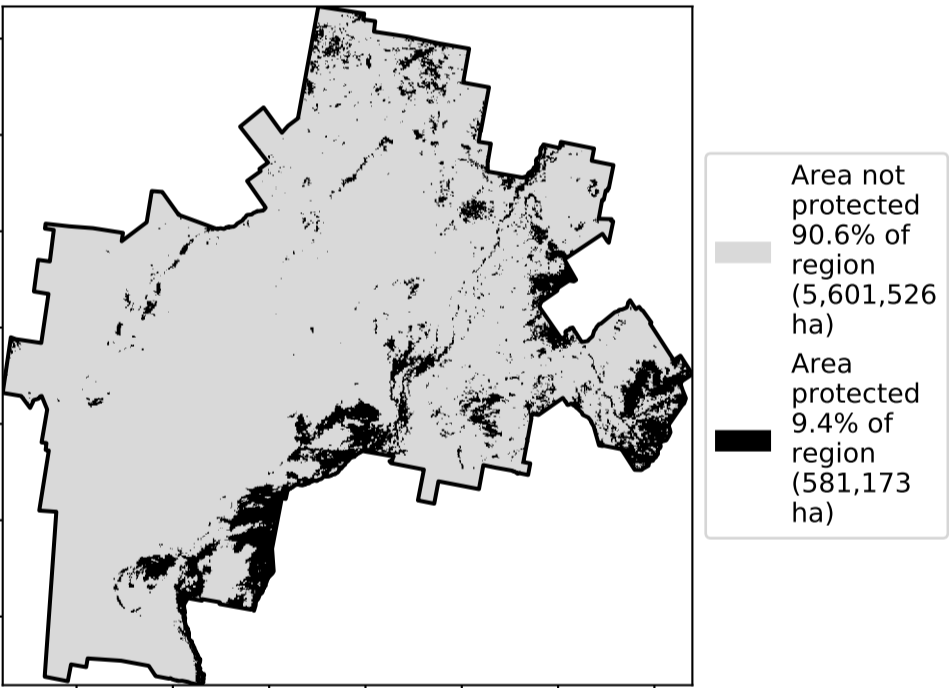 Area not
protected
90.6% of
region
(5,601,526
ha)
Area
protected
9.4% of
region
(581,173
ha)